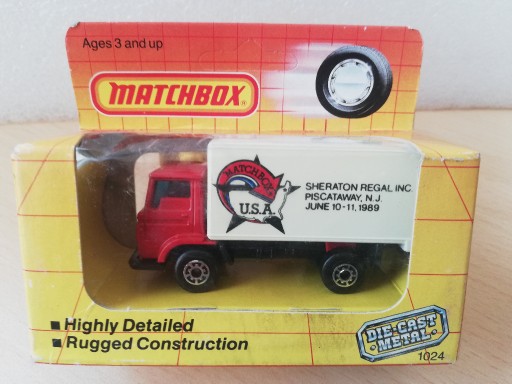 Ages 3 and up
MATCHBOX
MATCHBOX
U.S.A.
SHERATON REGAL INC.
PISCATAWAY, N.J.
JUNE 10-11, 1989
■ Highly Detailed
■ Rugged Construction
DIE-CAST
METAL
1024